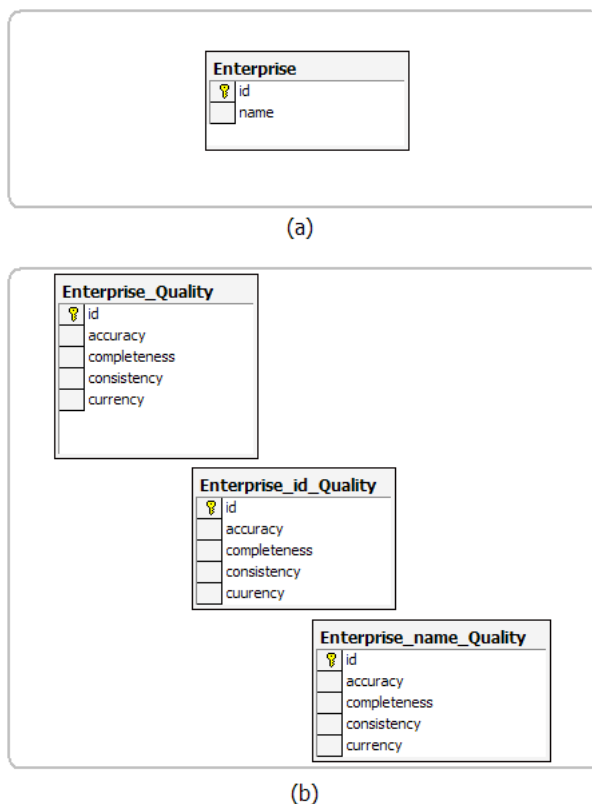 Enterprise
id
name
(a)
Enterprise_Quality
id
accuracy
completeness
consistency
currency
Enterprise_id_Quality
id
accuracy
completeness
consistency
cuurency
Enterprise_name_Quality
id
accuracy
completeness
consistency
currency
(b)